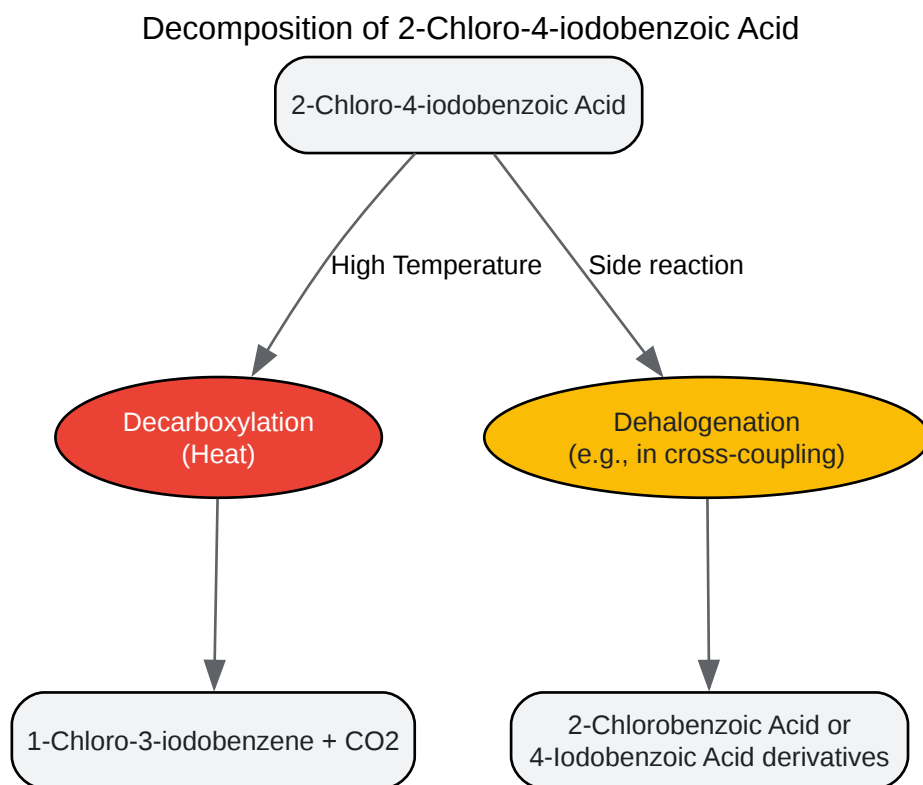 Decomposition of 2-Chloro-4-iodobenzoic Acid
2-Chloro-4-iodobenzoic Acid
High Temperature
Side reaction
Decarboxylation
(Heat)
Dehalogenation
(e.g., in cross-coupling)
1-Chloro-3-iodobenzene + CO2
2-Chlorobenzoic Acid or
4-Iodobenzoic Acid derivatives